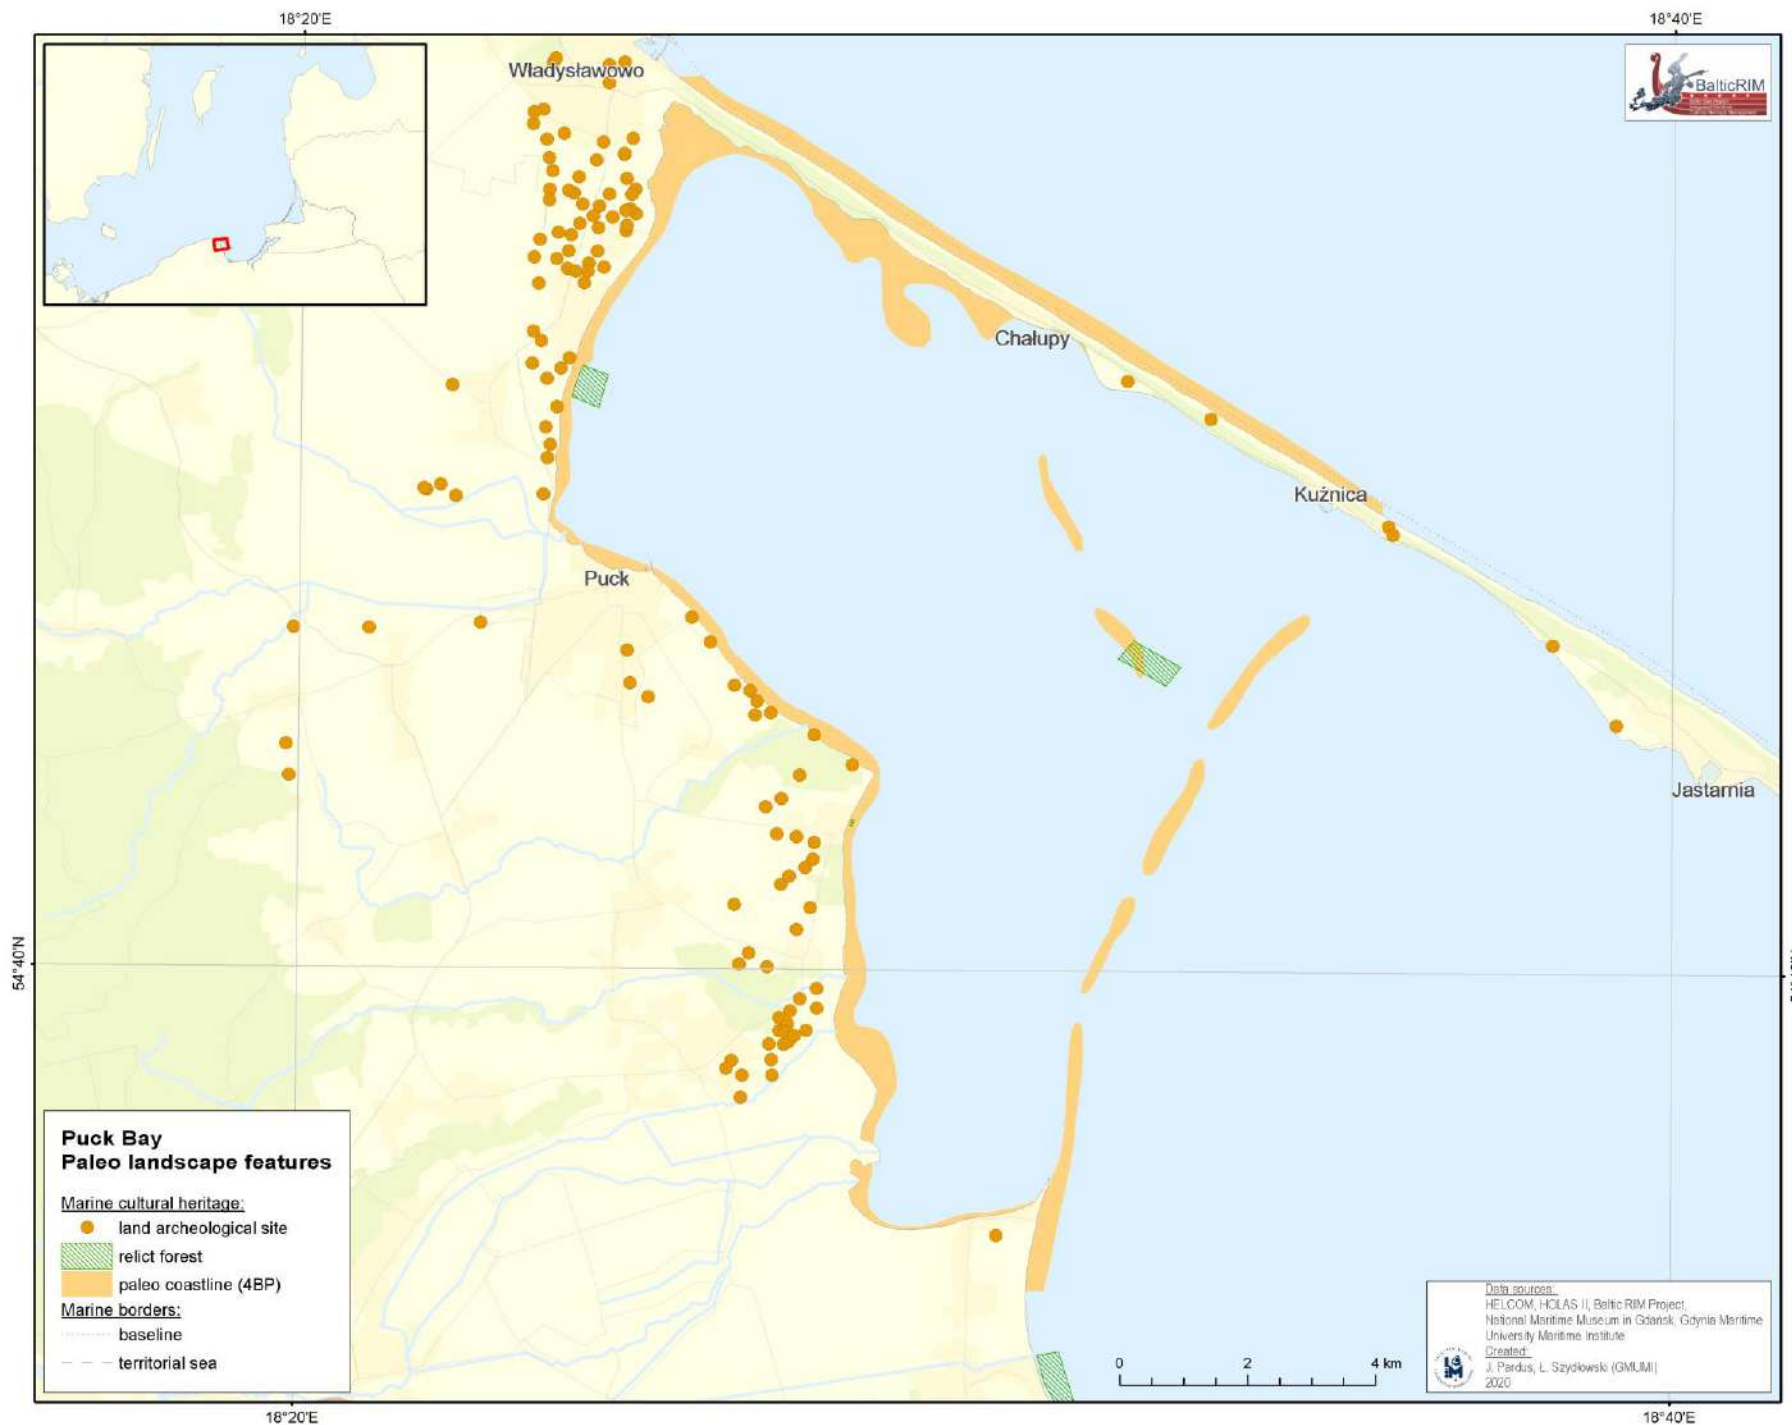 18°20'E
18°40'E
Władysławowo
BalticRIM
Chałupy
Kuźnica
Puck
Jastarnia
54°40'N
Puck Bay
Paleo landscape features
Marine cultural heritage:
land archeological site
relict forest
paleo coastline (4BP)
Marine borders:
baseline
territorial sea
0 2 4 km
Data sources:
HELCOM, HOLAS II, Baltic RIM Project,
National Maritime Museum in Gdańsk, Gdynia Maritime
University Maritime Institute
Created:
J. Pardus, Ł. Szydłowski (GMUMI)
2020
18°20'E
18°40'E